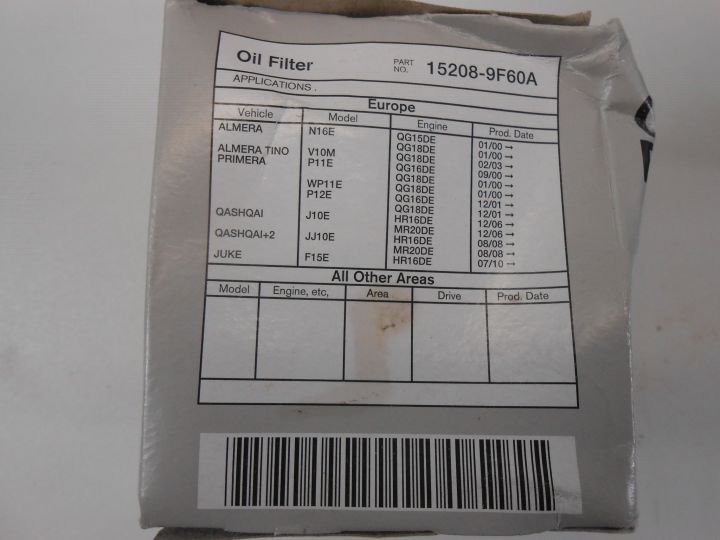 Oil Filter PART NO. 15208-9F60A
APPLICATIONS .
Europe
Vehicle Model Engine Prod. Date
ALMERA N16E QG15DE 01/00 →
QG18DE 01/00 →
ALMERA TINO V10M QG18DE 02/03 →
PRIMERA P11E QG16DE 09/00 →
QG18DE 01/00 →
WP11E QG18DE 01/00 →
P12E QG16DE 12/01 →
QG18DE 12/01 →
QASHQAI J10E HR16DE 12/06 →
MR20DE 12/06 →
QASHQAI+2 JJ10E HR16DE 08/08 →
MR20DE 08/08 →
JUKE F15E HR16DE 07/10 →
All Other Areas
Model Engine, etc, Area Drive Prod. Date